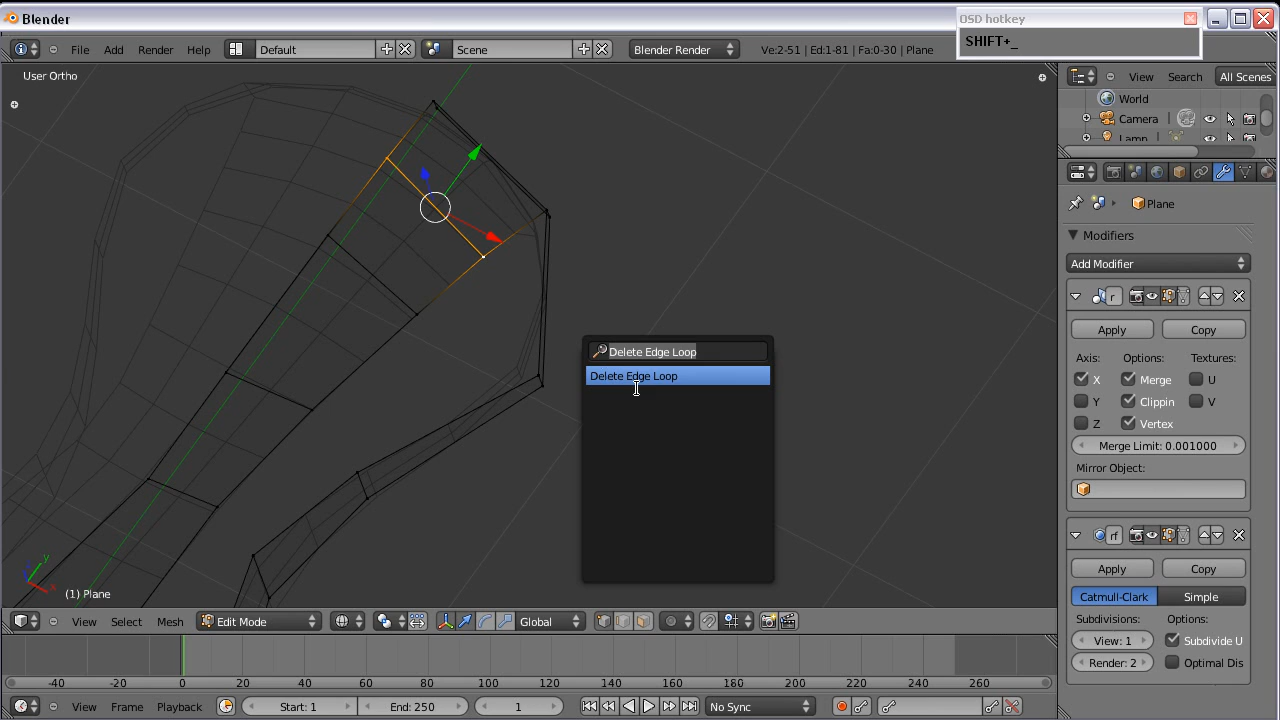 Blender
OSD hotkey
SHIFT+_
File Add Render Help Default Scene Blender Render Ve:2-51 | Ed:1-81 | Fa:0-30 | Plane
User Ortho
View Search All Scenes
World
Camera
Lamp
Plane
Modifiers
Add Modifier
r
Apply Copy
Axis: Options: Textures:
X Merge U
Y Clippin V
Z Vertex
Merge Limit: 0.001000
Mirror Object:
rf
Apply Copy
Catmull-Clark Simple
Subdivisions: Options:
View: 1 Subdivide U
Render: 2 Optimal Dis
Delete Edge Loop
Delete Edge Loop
y
x
(1) Plane
View Select Mesh Edit Mode Global
-40 -20 0 20 40 60 80 100 120 140 160 180 200 220 240 260
View Frame Playback Start: 1 End: 250 1 No Sync